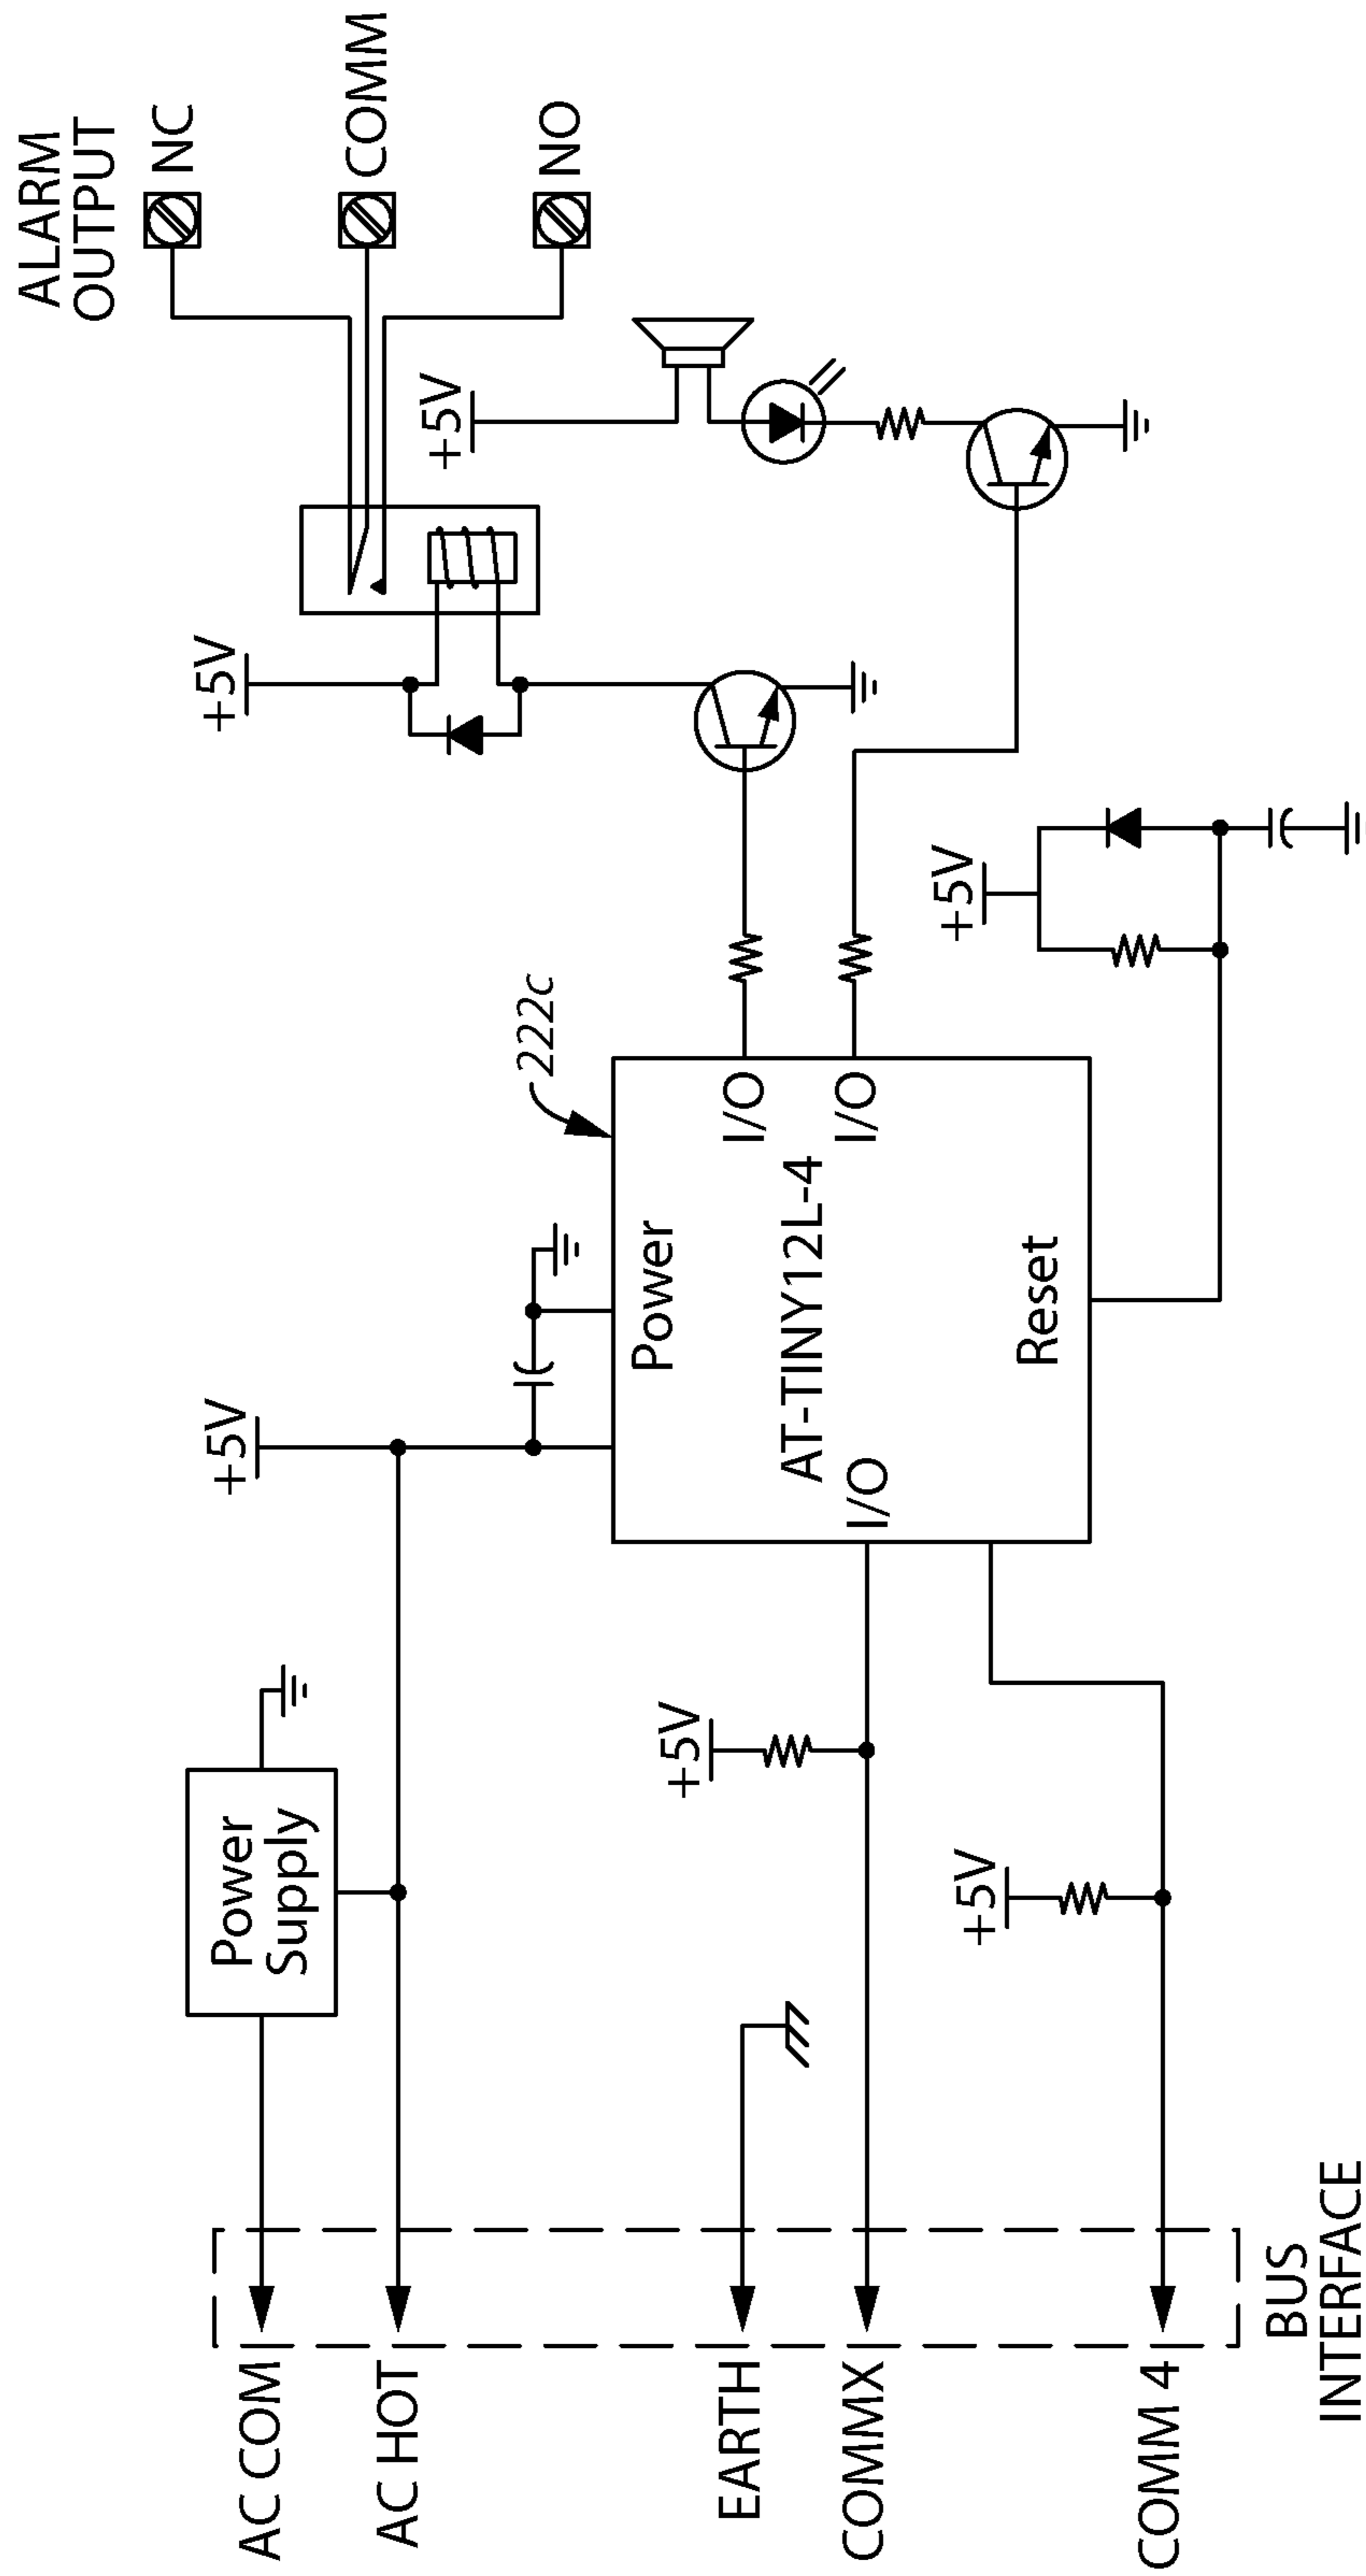 ALARM
OUTPUT
NC
COMM
NO
+5V
+5V
222c
+5V
+5V
Power
I/O
I/O
AT-TINY12L-4
I/O
Reset
Power
Supply
+5V
+5V
AC COM
AC HOT
EARTH
COMMX
COMM 4
BUS
INTERFACE